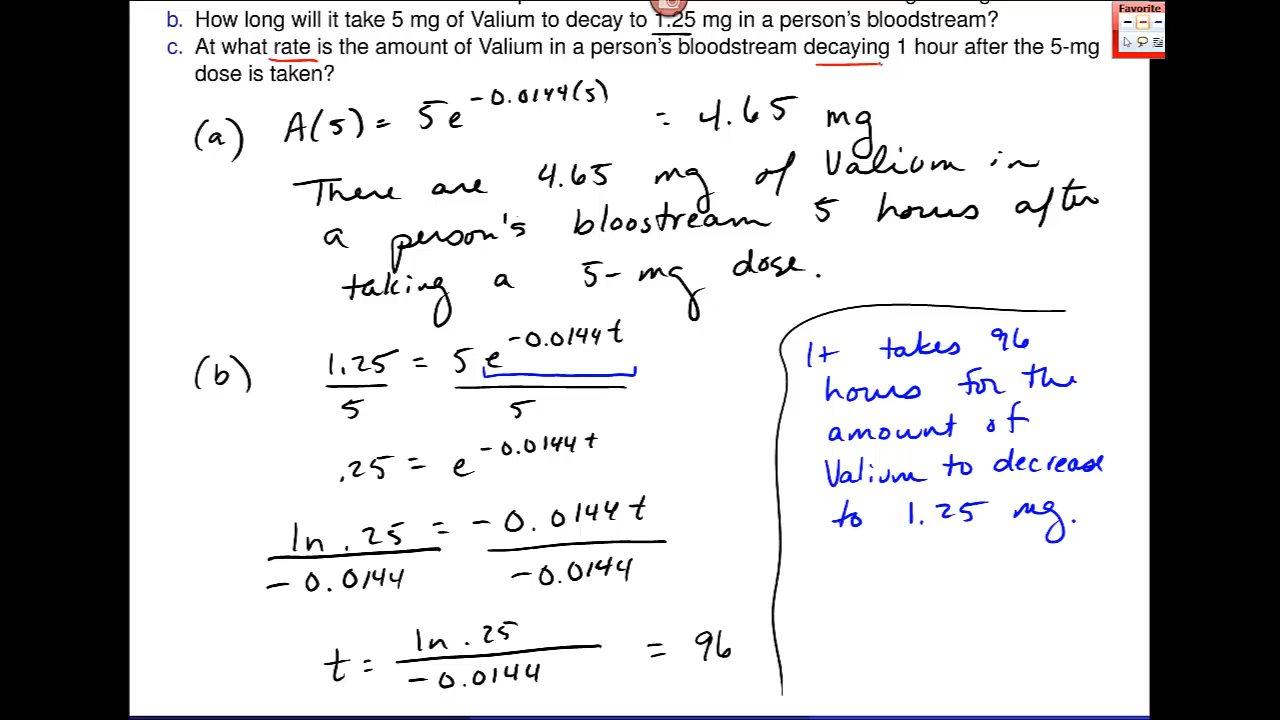 b. How long will it take 5 mg of Valium to decay to 1.25 mg in a person's bloodstream?
c. At what rate is the amount of Valium in a person's bloodstream decaying 1 hour after the 5-mg
dose is taken?
Favorite
(a) A(5) = 5e^{-0.0144(5)} = 4.65 mg
There are 4.65 mg of Valium in
a person's bloostream 5 hours after
taking a 5-mg dose.
(b) 1.25/5 = 5e^{-0.0144t}/5
.25 = e^{-0.0144t}
ln .25/-0.0144 = -0.0144t/-0.0144
t = ln .25/-0.0144 = 96
It takes 96
hours for the
amount of
Valium to decrease
to 1.25 mg.